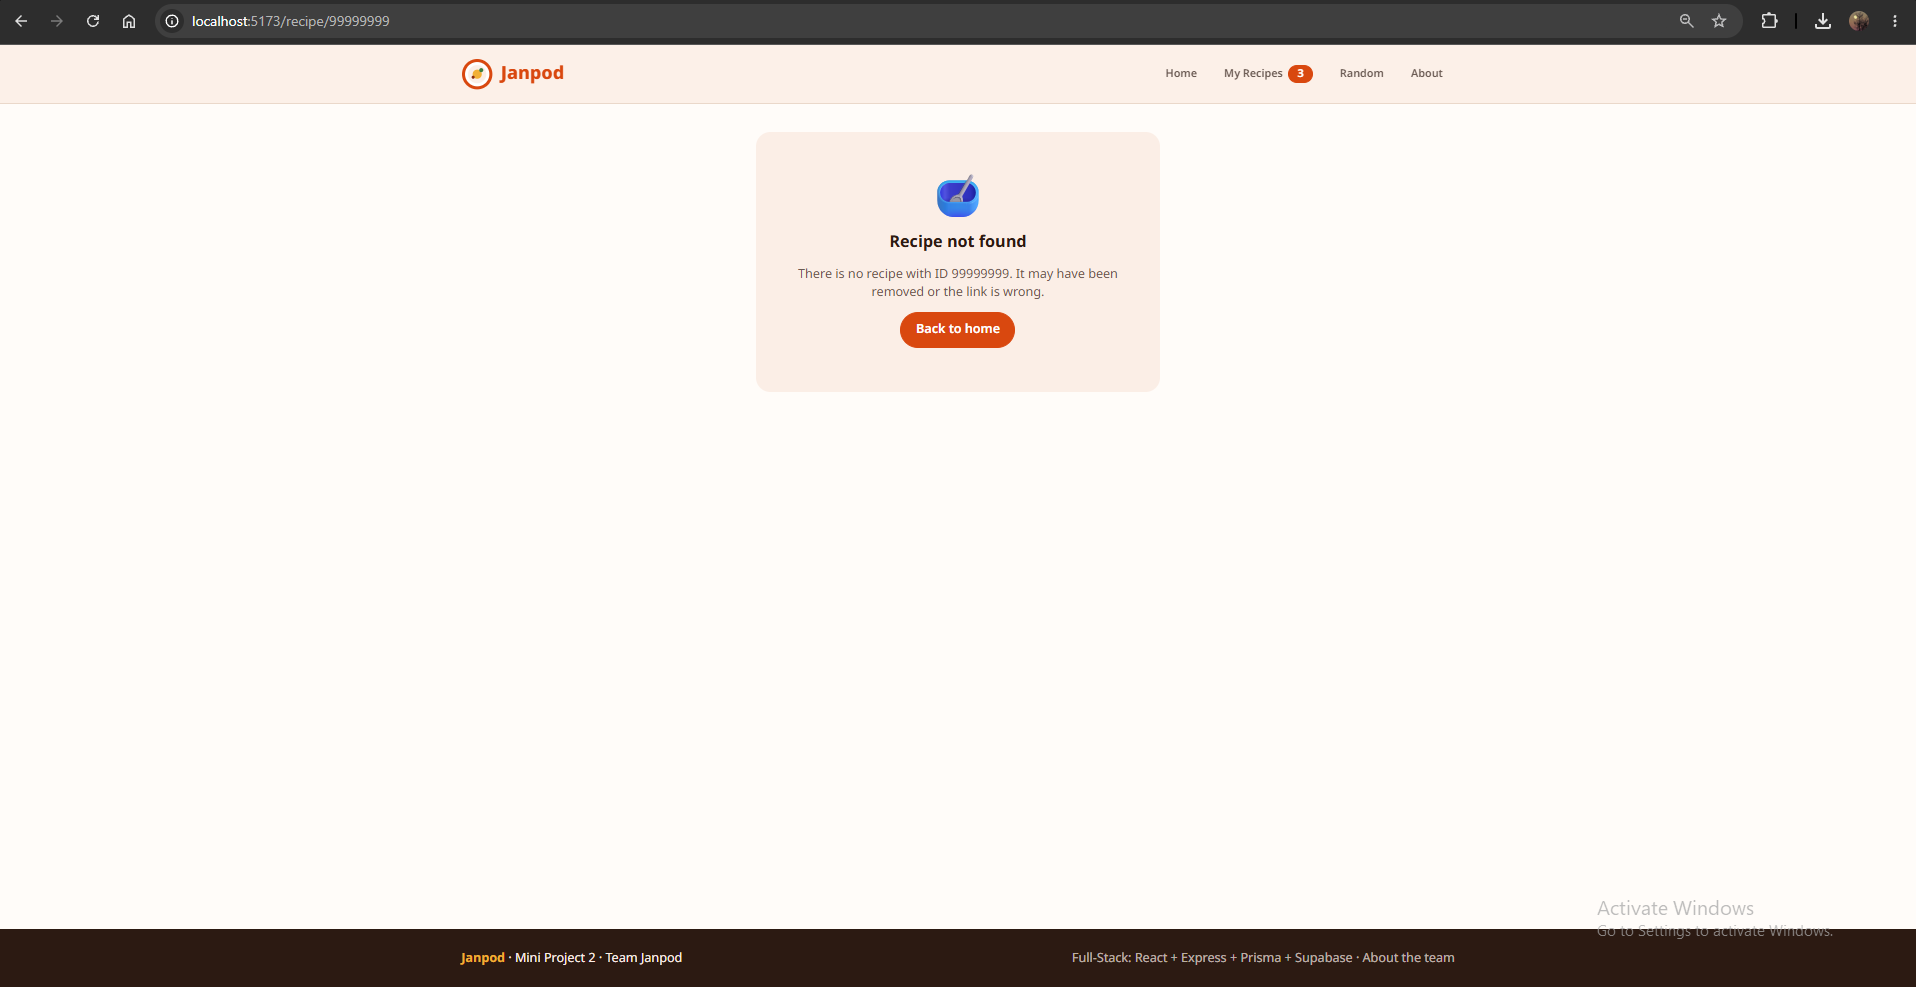 localhost:5173/recipe/99999999
Janpod
Home
My Recipes 3
Random
About
Recipe not found
There is no recipe with ID 99999999. It may have been
removed or the link is wrong.
Back to home
Activate Windows
Go to Settings to activate Windows.
Janpod · Mini Project 2 · Team Janpod
Full-Stack: React + Express + Prisma + Supabase · About the team